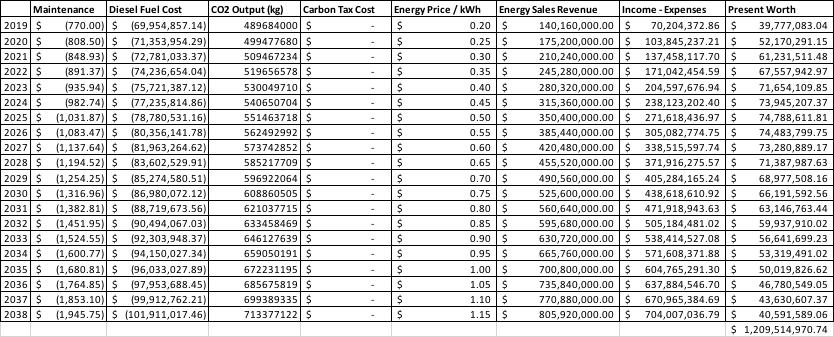 Maintenance Diesel Fuel Cost CO2 Output (kg) Carbon Tax Cost Energy Price / kWh Energy Sales Revenue Income - Expenses Present Worth
2019 $ (770.00) $ (69,954,857.14) 489684000 $ - $ 0.20 $ 140,160,000.00 $ 70,204,372.86 $ 39,777,083.04
2020 $ (808.50) $ (71,353,954.29) 499477680 $ - $ 0.25 $ 175,200,000.00 $ 103,845,237.21 $ 52,170,291.15
2021 $ (848.93) $ (72,781,033.37) 509467234 $ - $ 0.30 $ 210,240,000.00 $ 137,458,117.70 $ 61,231,511.48
2022 $ (891.37) $ (74,236,654.04) 519656578 $ - $ 0.35 $ 245,280,000.00 $ 171,042,454.59 $ 67,557,942.97
2023 $ (935.94) $ (75,721,387.12) 530049710 $ - $ 0.40 $ 280,320,000.00 $ 204,597,676.94 $ 71,654,109.85
2024 $ (982.74) $ (77,235,814.86) 540650704 $ - $ 0.45 $ 315,360,000.00 $ 238,123,202.40 $ 73,945,207.37
2025 $ (1,031.87) $ (78,780,531.16) 551463718 $ - $ 0.50 $ 350,400,000.00 $ 271,618,436.97 $ 74,788,611.81
2026 $ (1,083.47) $ (80,356,141.78) 562492992 $ - $ 0.55 $ 385,440,000.00 $ 305,082,774.75 $ 74,483,799.75
2027 $ (1,137.64) $ (81,963,264.62) 573742852 $ - $ 0.60 $ 420,480,000.00 $ 338,515,597.74 $ 73,280,889.17
2028 $ (1,194.52) $ (83,602,529.91) 585217709 $ - $ 0.65 $ 455,520,000.00 $ 371,916,275.57 $ 71,387,987.63
2029 $ (1,254.25) $ (85,274,580.51) 596922064 $ - $ 0.70 $ 490,560,000.00 $ 405,284,165.24 $ 68,977,508.16
2030 $ (1,316.96) $ (86,980,072.12) 608860505 $ - $ 0.75 $ 525,600,000.00 $ 438,618,610.92 $ 66,191,592.56
2031 $ (1,382.81) $ (88,719,673.56) 621037715 $ - $ 0.80 $ 560,640,000.00 $ 471,918,943.63 $ 63,146,763.44
2032 $ (1,451.95) $ (90,494,067.03) 633458469 $ - $ 0.85 $ 595,680,000.00 $ 505,184,481.02 $ 59,937,910.02
2033 $ (1,524.55) $ (92,303,948.37) 646127639 $ - $ 0.90 $ 630,720,000.00 $ 538,414,527.08 $ 56,641,699.23
2034 $ (1,600.77) $ (94,150,027.34) 659050191 $ - $ 0.95 $ 665,760,000.00 $ 571,608,371.88 $ 53,319,491.02
2035 $ (1,680.81) $ (96,033,027.89) 672231195 $ - $ 1.00 $ 700,800,000.00 $ 604,765,291.30 $ 50,019,826.62
2036 $ (1,764.85) $ (97,953,688.45) 685675819 $ - $ 1.05 $ 735,840,000.00 $ 637,884,546.70 $ 46,780,549.05
2037 $ (1,853.10) $ (99,912,762.21) 699389335 $ - $ 1.10 $ 770,880,000.00 $ 670,965,384.69 $ 43,630,607.37
2038 $ (1,945.75) $ (101,911,017.46) 713377122 $ - $ 1.15 $ 805,920,000.00 $ 704,007,036.79 $ 40,591,589.06
$ 1,209,514,970.74